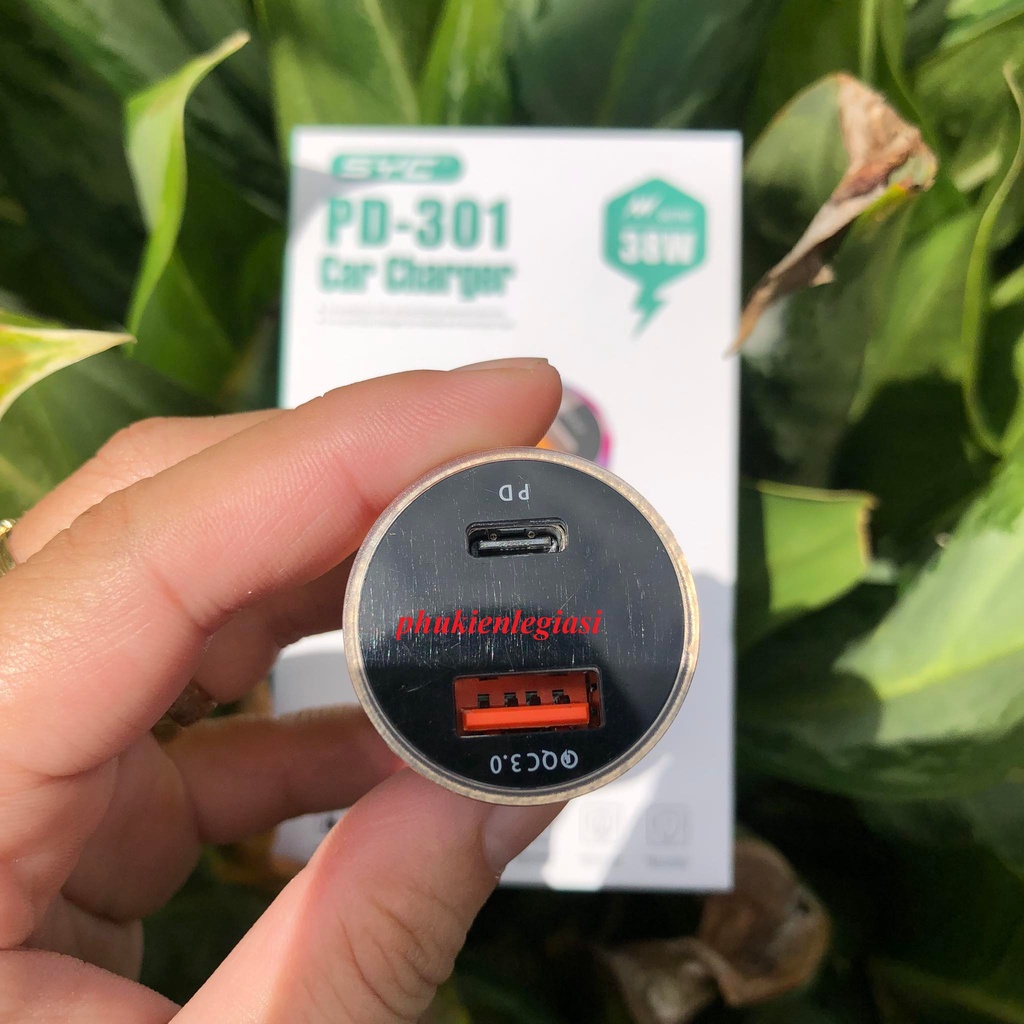 SYC
PD-301
Car Charger
38W
PD
phukienlegiasi
QC3.0